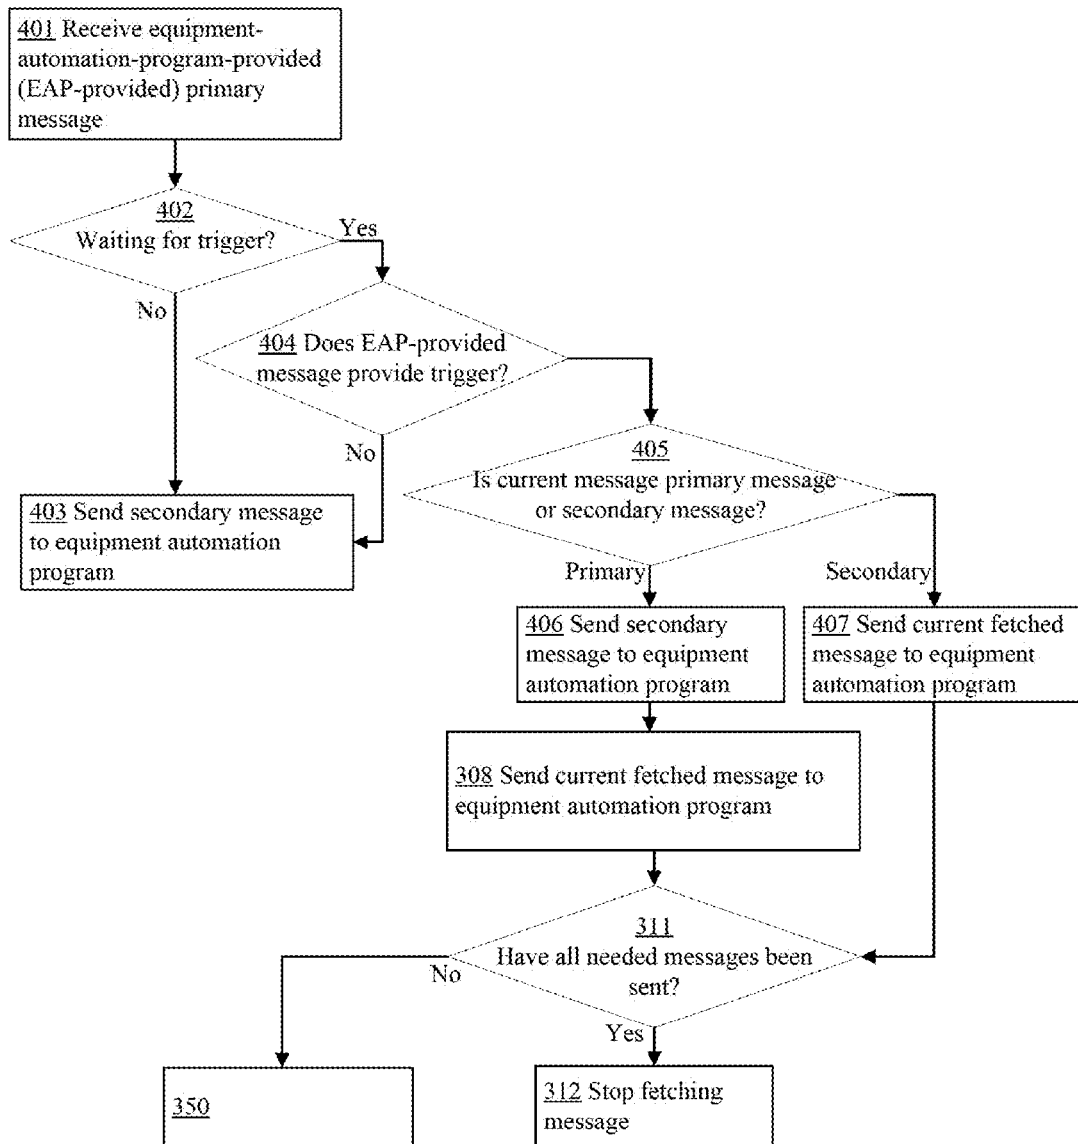 401 Receive equipment-
automation-program-provided
(EAP-provided) primary
message
402
Waiting for trigger?
Yes
No
404 Does EAP-provided
message provide trigger?
No
405
Is current message primary message
or secondary message?
403 Send secondary message
to equipment automation
program
Primary
Secondary
406 Send secondary
message to equipment
automation program
407 Send current fetched
message to equipment
automation program
308 Send current fetched message to
equipment automation program
311
Have all needed messages been
sent?
No
Yes
350
312 Stop fetching
message